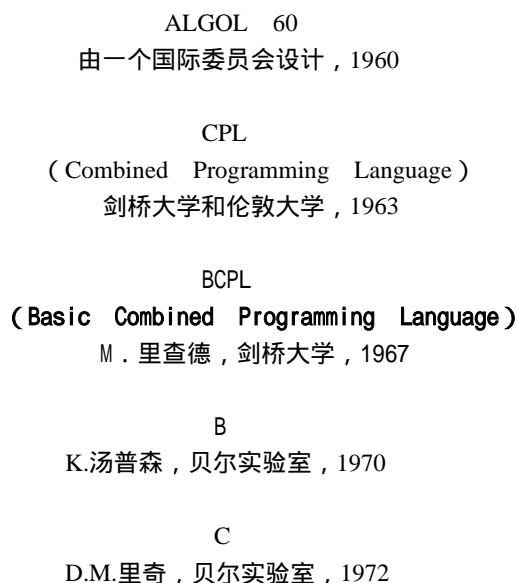 ALGOL 60
由一个国际委员会设计，1960
CPL
（Combined Programming Language）
剑桥大学和伦敦大学，1963
BCPL
（Basic Combined Programming Language）
M．里查德，剑桥大学，1967
B
K.汤普森，贝尔实验室，1970
C
D.M.里奇，贝尔实验室，1972